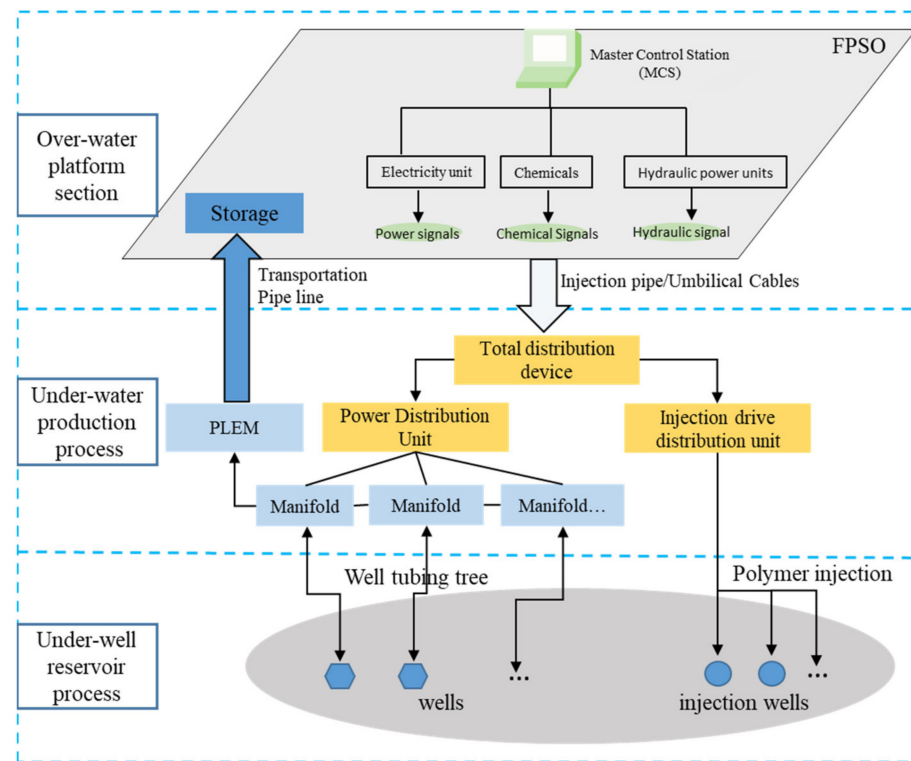 FPSO
Master Control Station
(MCS)
Over-water
platform
section
Electricity unit
Chemicals
Hydraulic power units
Storage
Power signals
Chemical Signals
Hydraulic signal
Transportation
Pipe line
Injection pipe/Umbilical Cables
Total distribution
device
Under-water
production
process
PLEM
Power Distribution
Unit
Injection drive
distribution unit
Manifold
Manifold
Manifold...
Well tubing tree
Polymer injection
Under-well
reservoir
process
...
...
wells
injection wells